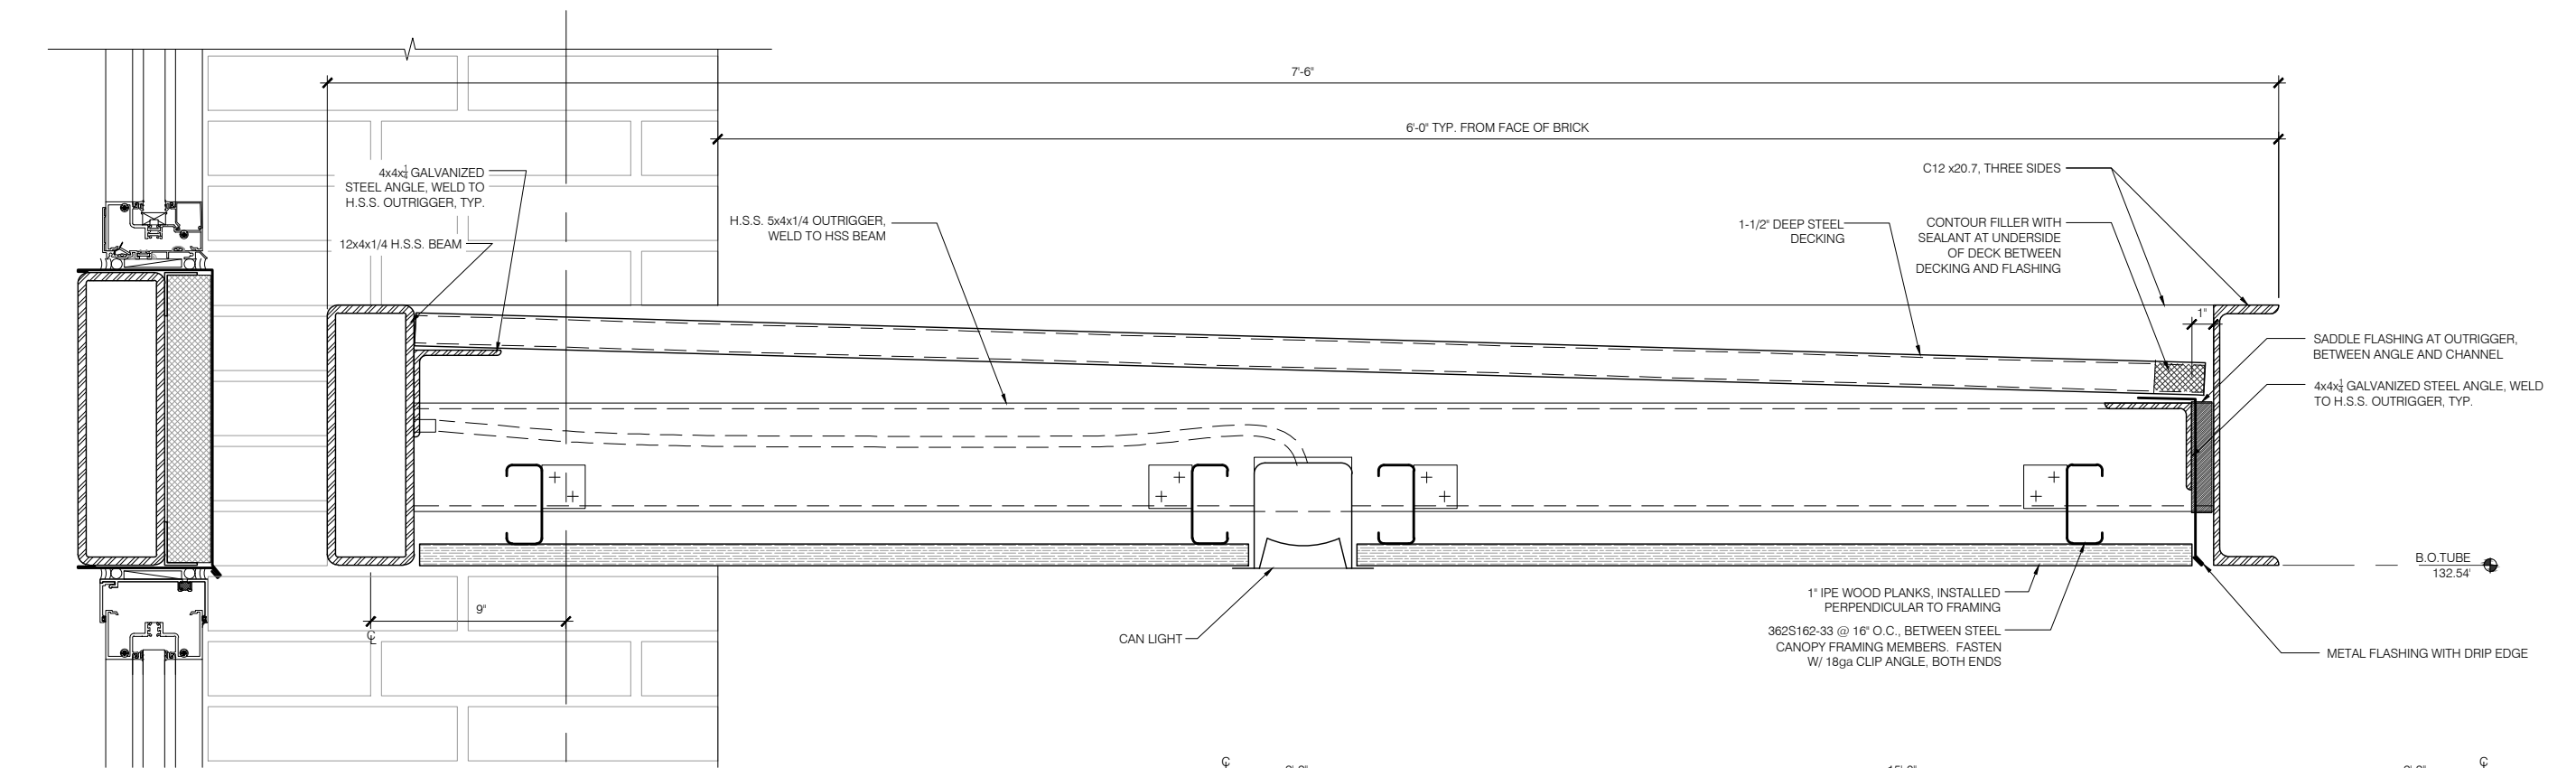 7'-6"
6'-0" TYP. FROM FACE OF BRICK
4x4x1/4 GALVANIZED
STEEL ANGLE, WELD TO
H.S.S. OUTRIGGER, TYP.
12x4x1/4 H.S.S. BEAM
H.S.S. 5x4x1/4 OUTRIGGER,
WELD TO HSS BEAM
1-1/2" DEEP STEEL
DECKING
C12 x20.7, THREE SIDES
CONTOUR FILLER WITH
SEALANT AT UNDERSIDE
OF DECK BETWEEN
DECKING AND FLASHING
1"
SADDLE FLASHING AT OUTRIGGER,
BETWEEN ANGLE AND CHANNEL
4x4x1/4 GALVANIZED STEEL ANGLE, WELD
TO H.S.S. OUTRIGGER, TYP.
B.O.TUBE
132.54'
9"
℄
CAN LIGHT
1" IPE WOOD PLANKS, INSTALLED
PERPENDICULAR TO FRAMING
362S162-33 @ 16" O.C., BETWEEN STEEL
CANOPY FRAMING MEMBERS.  FASTEN
W/ 18ga CLIP ANGLE, BOTH ENDS
METAL FLASHING WITH DRIP EDGE
℄
℄